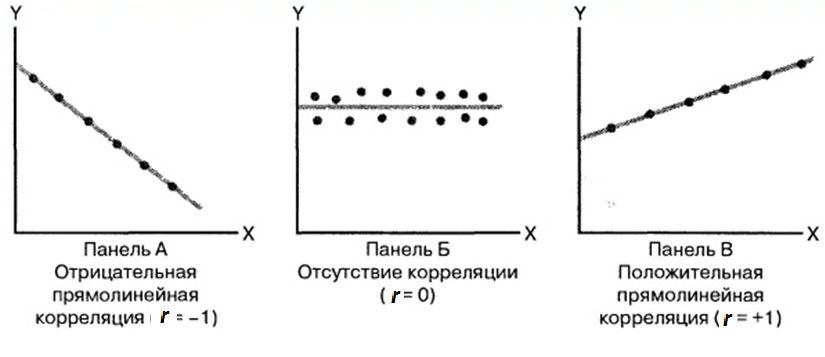 Y
X
Панель А
Отрицательная
прямолинейная
корреляция ( r = −1)
Y
X
Панель Б
Отсутствие корреляции
( r = 0)
Y
X
Панель В
Положительная
прямолинейная
корреляция ( r = +1)